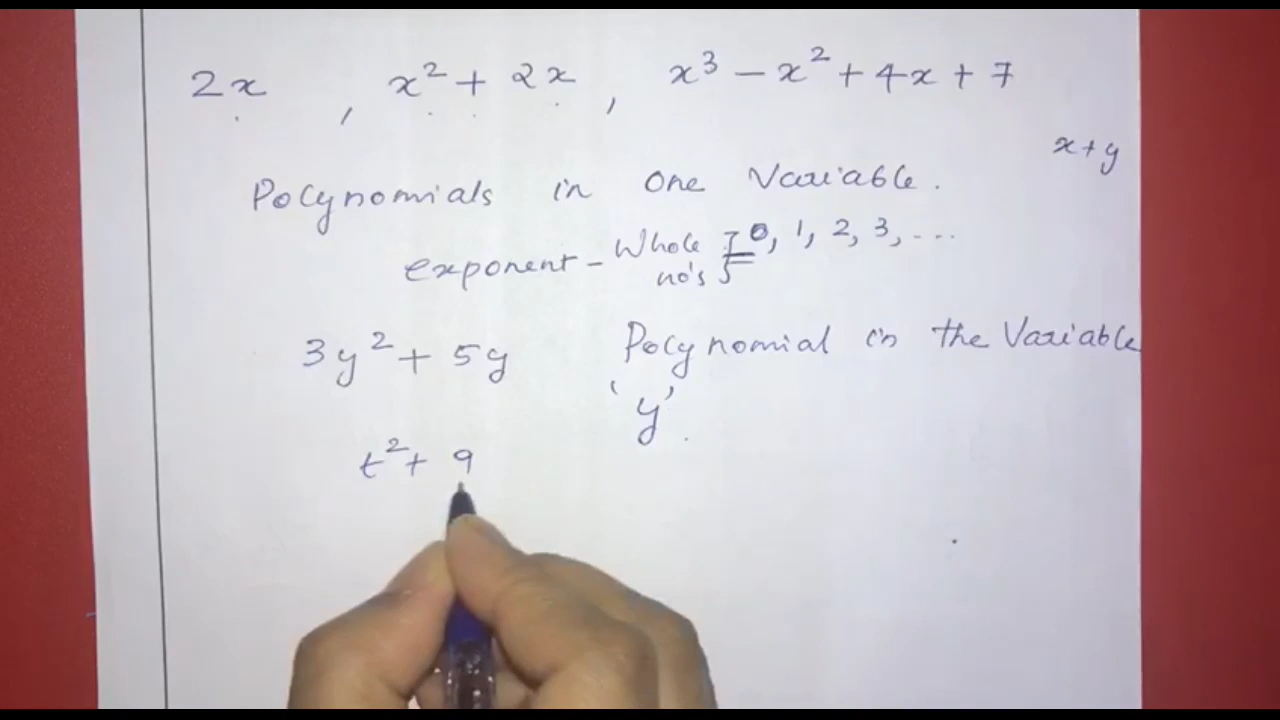 2x , x² + 2x , x³ - x² + 4x + 7
x + y
Polynomials in One Variable.
exponent - Whole no's } = 0, 1, 2, 3, ...
3y² + 5y Polynomial in the Variable
'y'.
t² + 9